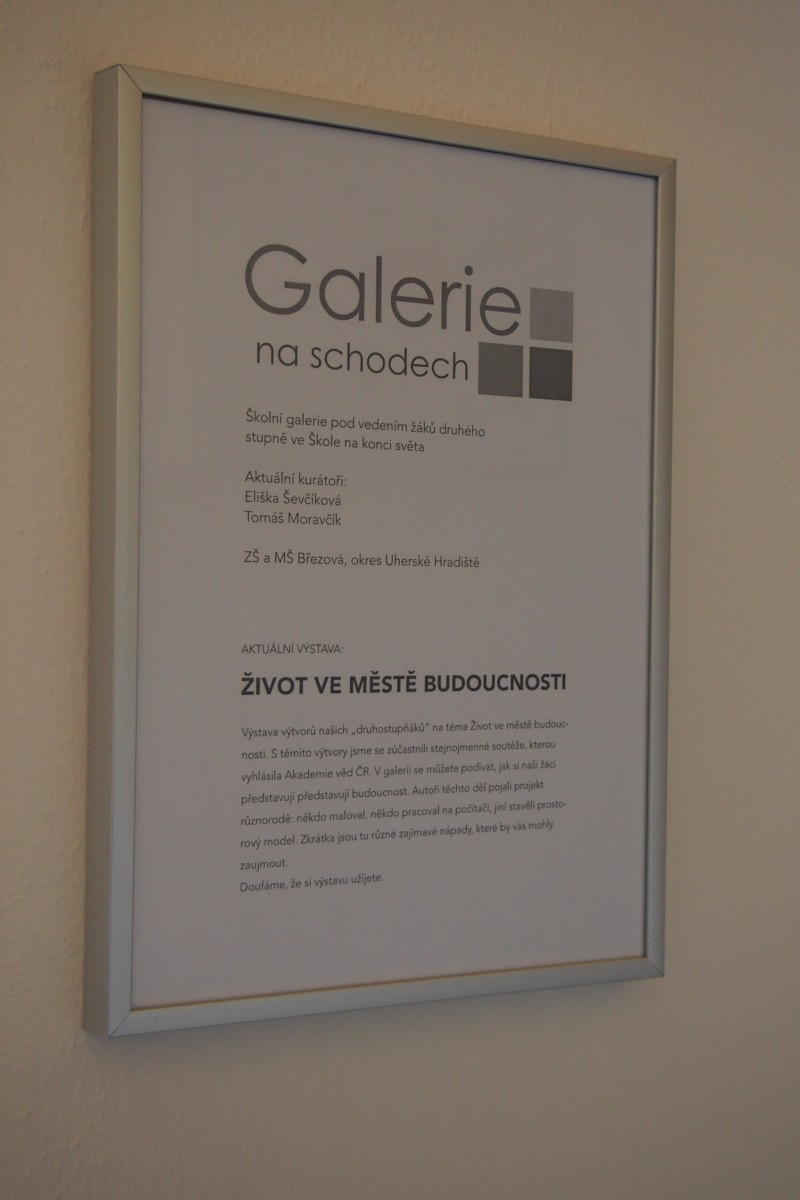 Galerie
na schodech
Školní galerie pod vedením žáků druhého
stupně ve Škole na konci světa
Aktuální kurátoři:
Eliška Ševčíková
Tomáš Moravčík
ZŠ a MŠ Březová, okres Uherské Hradiště
AKTUÁLNÍ VÝSTAVA:
ŽIVOT VE MĚSTĚ BUDOUCNOSTI
Výstava výtvorů našich „druhostupňáků“ na téma Život ve městě budouc-
nosti. S těmito výtvory jsme se zúčastnili stejnojmenné soutěže, kterou
vyhlásila Akademie věd ČR. V galerii se můžete podívat, jak si naši žáci
představují představují budoucnost. Autoři těchto děl pojali projekt
různorodě: někdo maloval, někdo pracoval na počítači, jiní stavěli prosto-
rový model. Zkrátka jsou tu různé zajímavé nápady, které by vás mohly
zaujmout.
Doufáme, že si výstavu užijete.